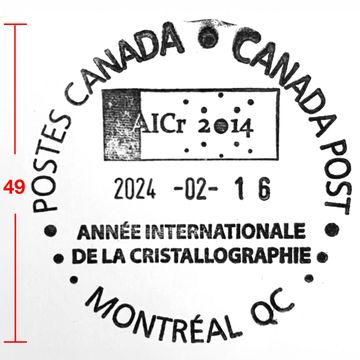 POSTES CANADA • CANADA POST
AICr 2014
2024 -02- 16
• ANNÉE INTERNATIONALE
• DE LA CRISTALLOGRAPHIE •
• MONTRÉAL QC •
49